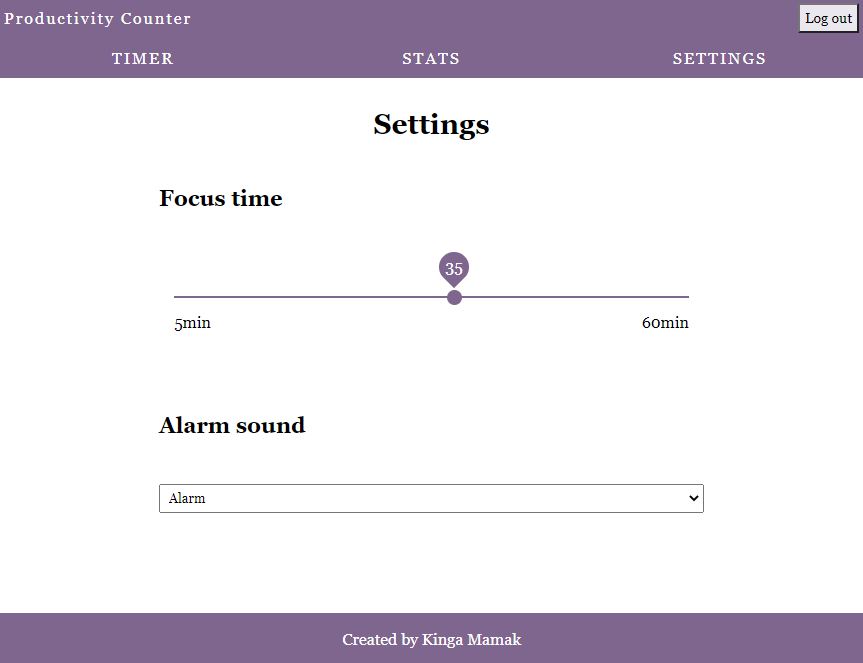 Productivity Counter
Log out
TIMER STATS SETTINGS
Settings
Focus time
35
5min 60min
Alarm sound
Alarm
Created by Kinga Mamak